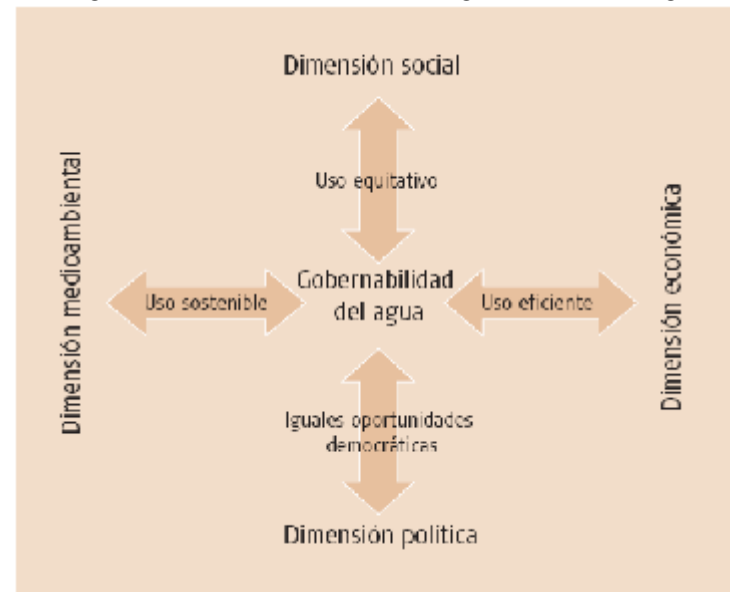 Dimensión social
Uso equitativo
Dimensión medioambiental
Uso sostenible
Gobernabilidad
del agua
Uso eficiente
Dimensión económica
Iguales oportunidades
democráticas
Dimensión política